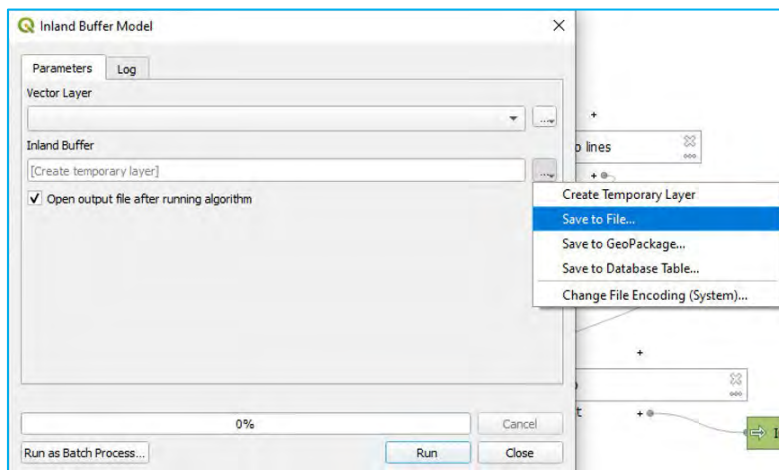 Inland Buffer Model
Parameters
Log
Vector Layer
...
Inland Buffer
[Create temporary layer]
...
Open output file after running algorithm
Create Temporary Layer
Save to File...
Save to GeoPackage...
Save to Database Table...
Change File Encoding (System)...
o lines
+
+
+
t
+
0%
Cancel
Run as Batch Process...
Run
Close